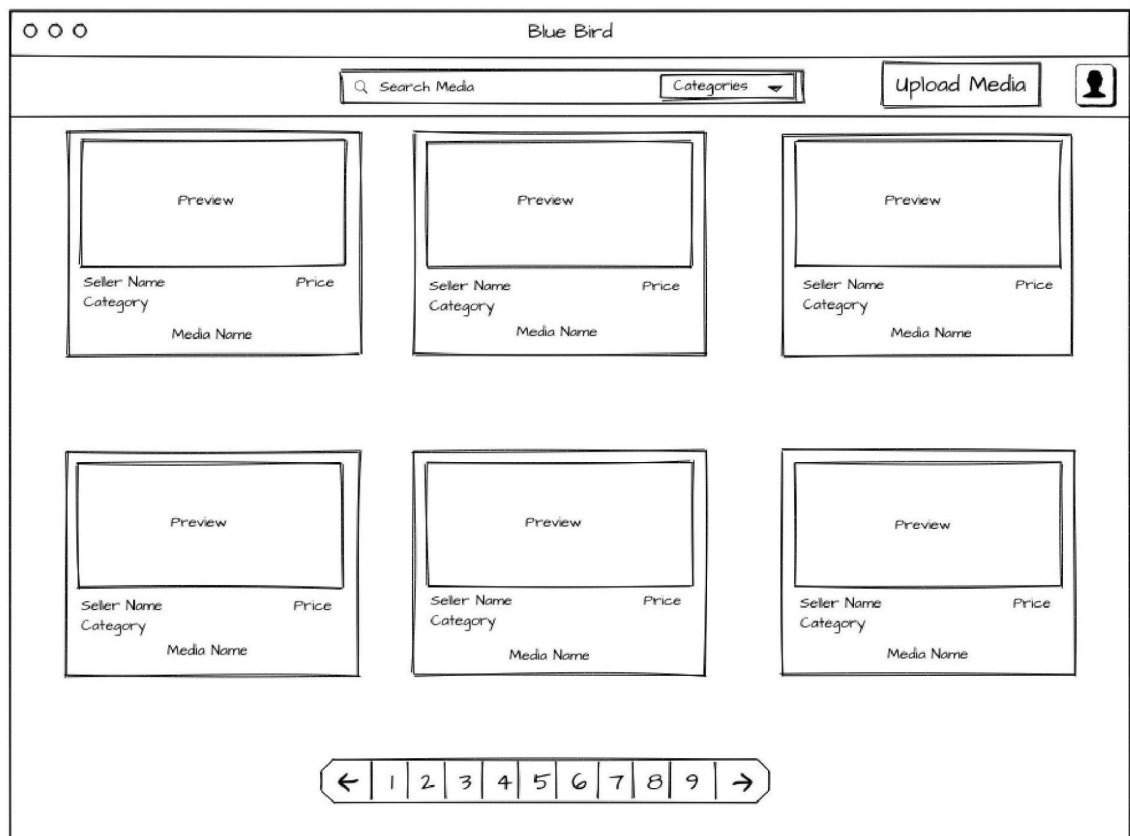 Blue Bird
Search Media Categories Upload Media
Preview Preview Preview
Seller Name Price Seller Name Price Seller Name Price
Category Category Category
Media Name Media Name Media Name
Preview Preview Preview
Seller Name Price Seller Name Price Seller Name Price
Category Category Category
Media Name Media Name Media Name
1 2 3 4 5 6 7 8 9